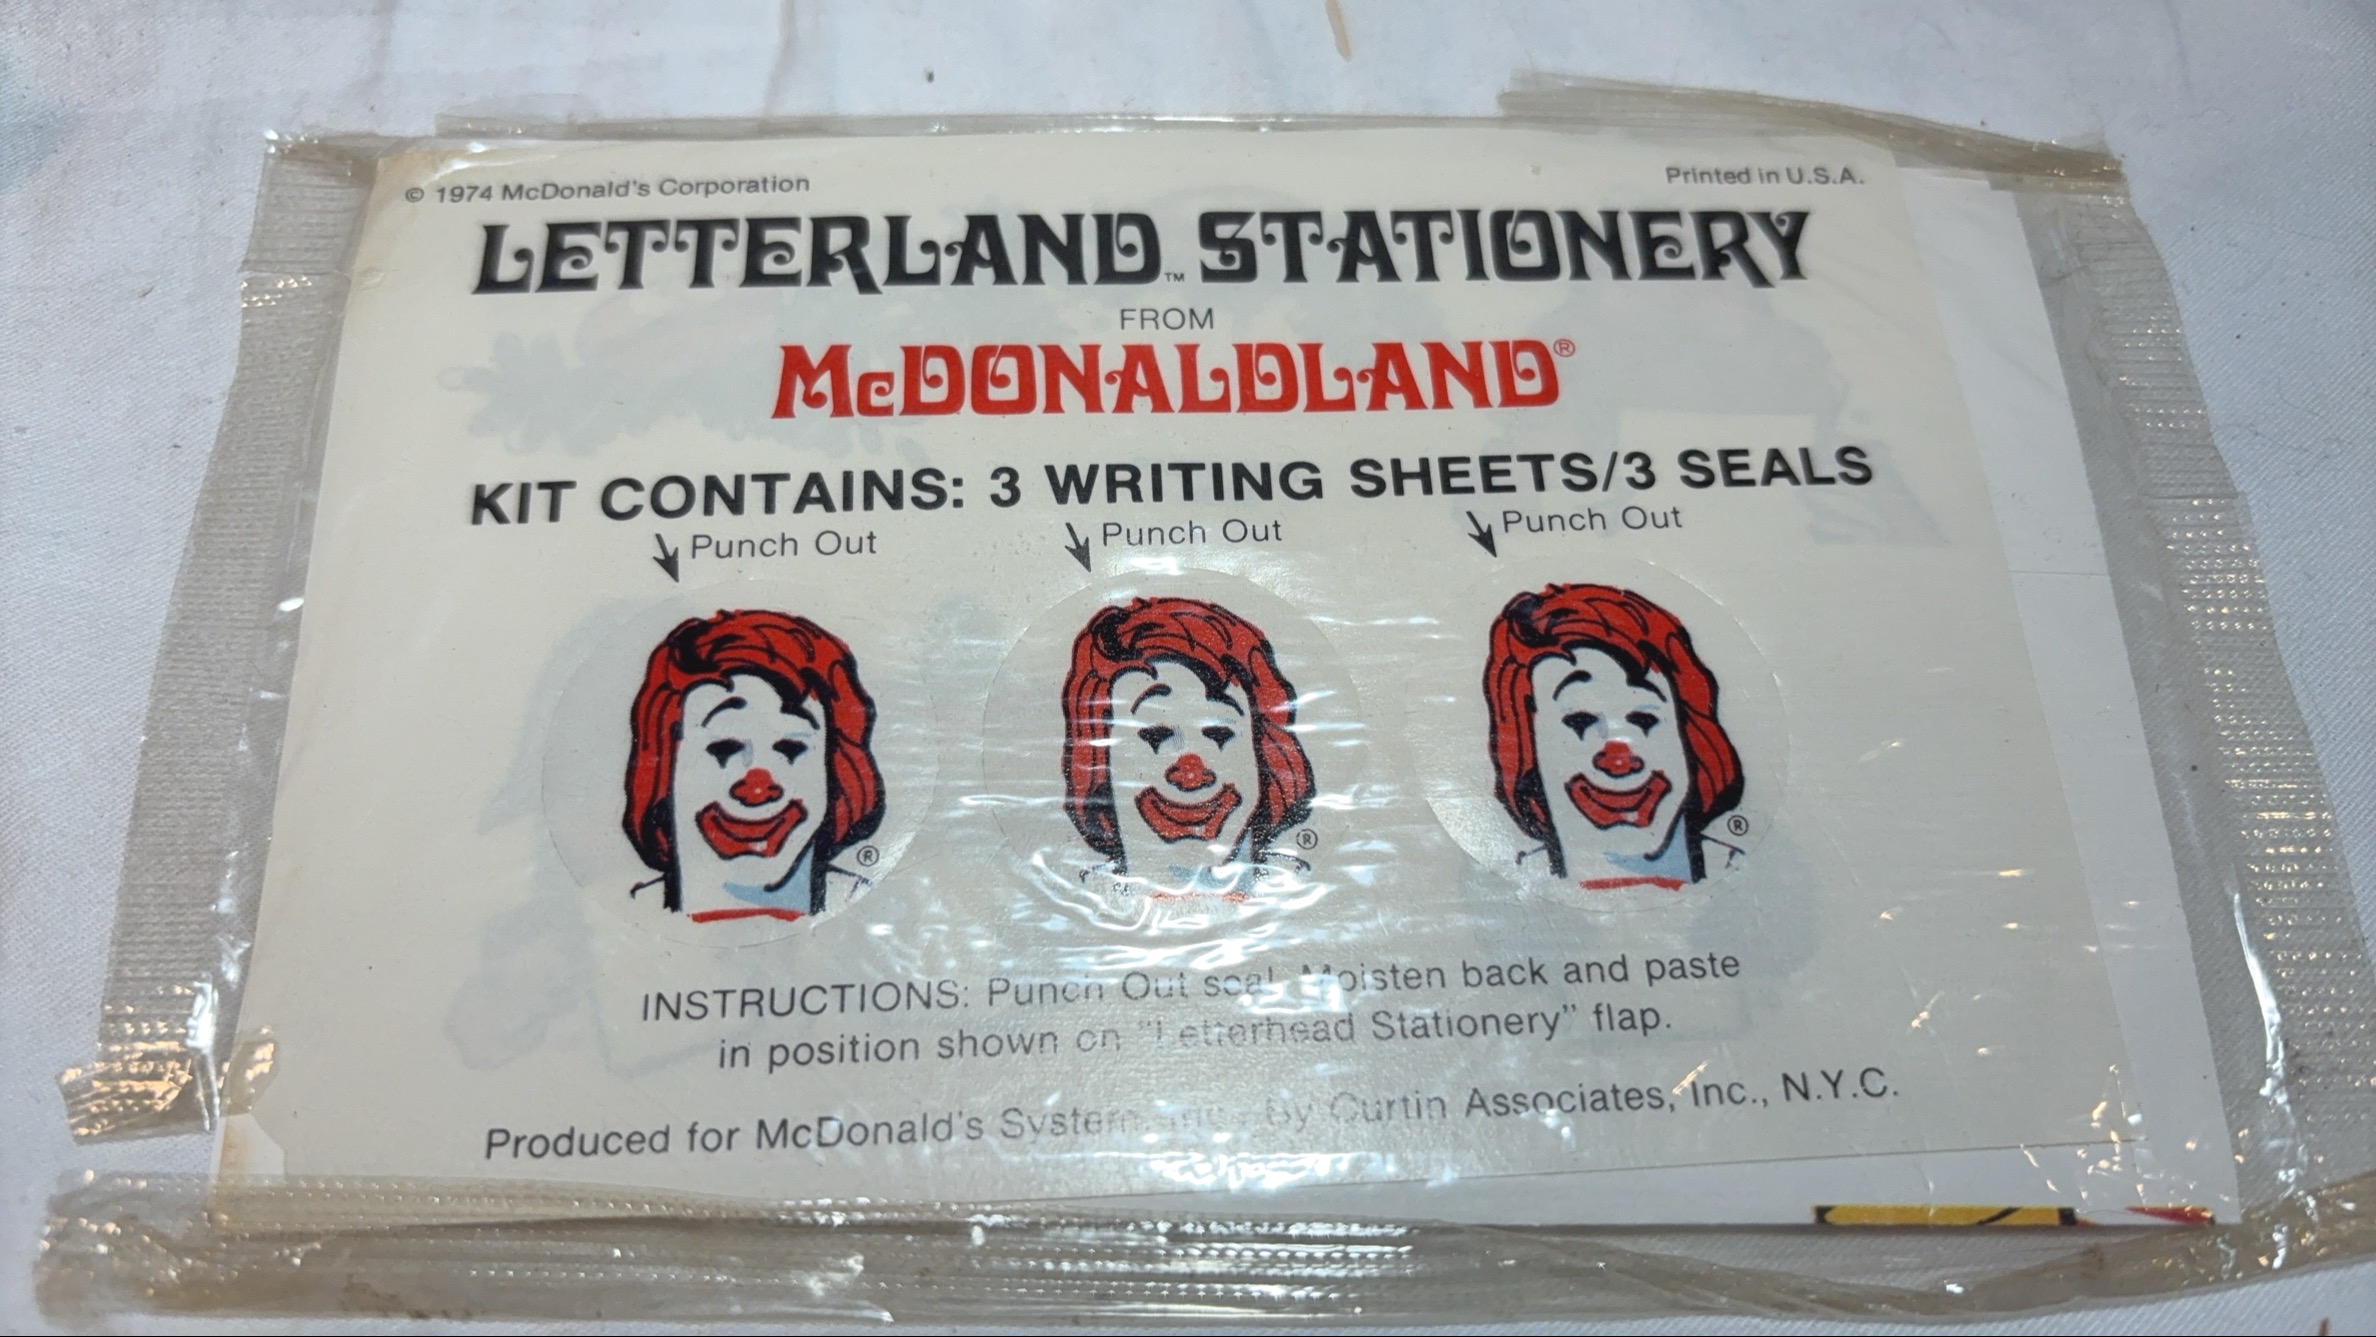 © 1974 McDonald's Corporation
Printed in U.S.A.
LETTERLAND™ STATIONERY
FROM
McDONALDLAND®
KIT CONTAINS: 3 WRITING SHEETS/3 SEALS
Punch Out
Punch Out
Punch Out
®
®
®
INSTRUCTIONS: Punch Out seal. Moisten back and paste
in position shown on "Letterhead Stationery" flap.
Produced for McDonald's System by Curtin Associates, Inc., N.Y.C.